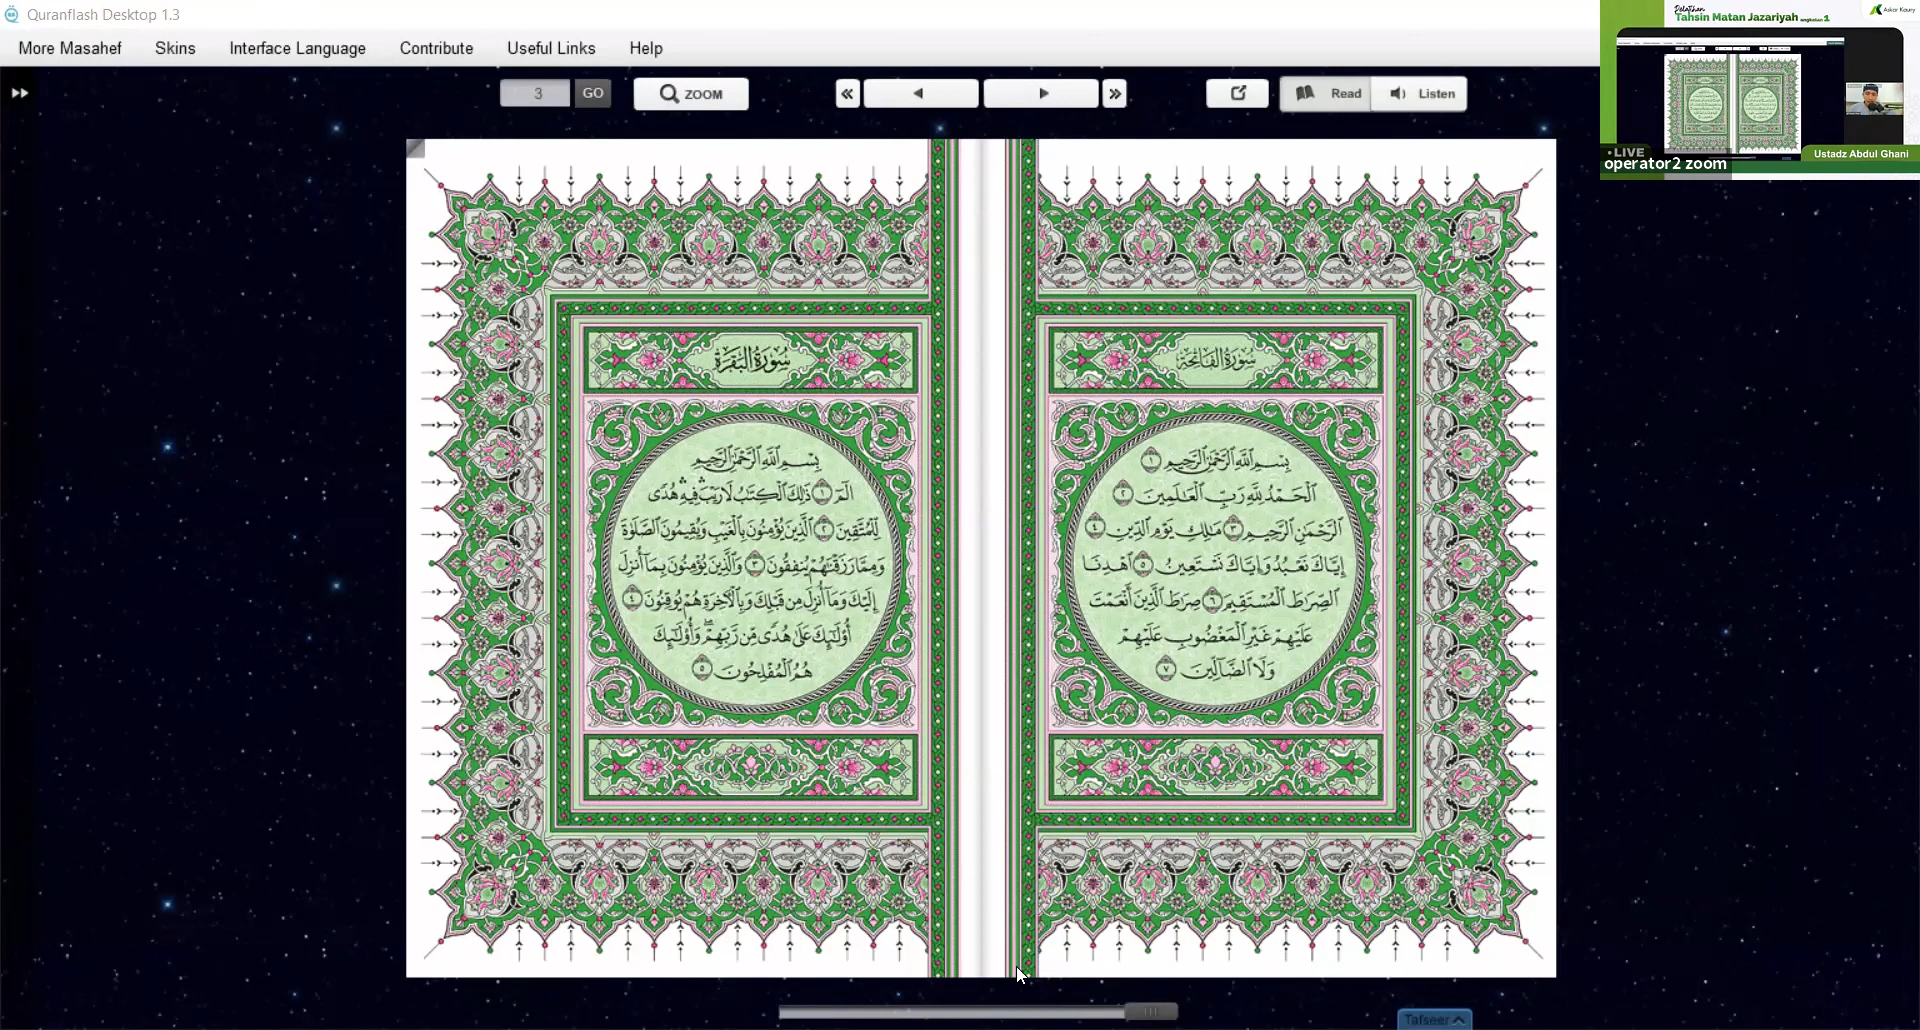 Quranflash Desktop 1.3
More Masahef Skins Interface Language Contribute Useful Links Help
3 GO ZOOM Read Listen
Pelatihan
Tahsin Matan Jazariyah angkatan 1
Askar Kauny
• LIVE
operator2 zoom
Ustadz Abdul Ghani
سُورَةُ الفَاتِحَةِ
بِسْمِ ٱللَّهِ ٱلرَّحْمَٰنِ ٱلرَّحِيمِ ١
ٱلْحَمْدُ لِلَّهِ رَبِّ ٱلْعَٰلَمِينَ ٢
ٱلرَّحْمَٰنِ ٱلرَّحِيمِ ٣ مَٰلِكِ يَوْمِ ٱلدِّينِ ٤
إِيَّاكَ نَعْبُدُ وَإِيَّاكَ نَسْتَعِينُ ٥ ٱهْدِنَا
ٱلصِّرَٰطَ ٱلْمُسْتَقِيمَ ٦ صِرَٰطَ ٱلَّذِينَ أَنْعَمْتَ
عَلَيْهِمْ غَيْرِ ٱلْمَغْضُوبِ عَلَيْهِمْ
وَلَا ٱلضَّآلِّينَ ٧
سُورَةُ البَقَرَةِ
بِسْمِ ٱللَّهِ ٱلرَّحْمَٰنِ ٱلرَّحِيمِ
الٓمٓ ١ ذَٰلِكَ ٱلْكِتَٰبُ لَا رَيْبَۛ فِيهِۛ هُدًى
لِّلْمُتَّقِينَ ٢ ٱلَّذِينَ يُؤْمِنُونَ بِٱلْغَيْبِ وَيُقِيمُونَ ٱلصَّلَوٰةَ
وَمِمَّا رَزَقْنَٰهُمْ يُنفِقُونَ ٣ وَٱلَّذِينَ يُؤْمِنُونَ بِمَآ أُنزِلَ
إِلَيْكَ وَمَآ أُنزِلَ مِن قَبْلِكَ وَبِٱلْءَاخِرَةِ هُمْ يُوقِنُونَ ٤
أُو۟لَٰٓئِكَ عَلَىٰ هُدًى مِّن رَّبِّهِمْۖ وَأُو۟لَٰٓئِكَ
هُمُ ٱلْمُفْلِحُونَ ٥
Tafseer